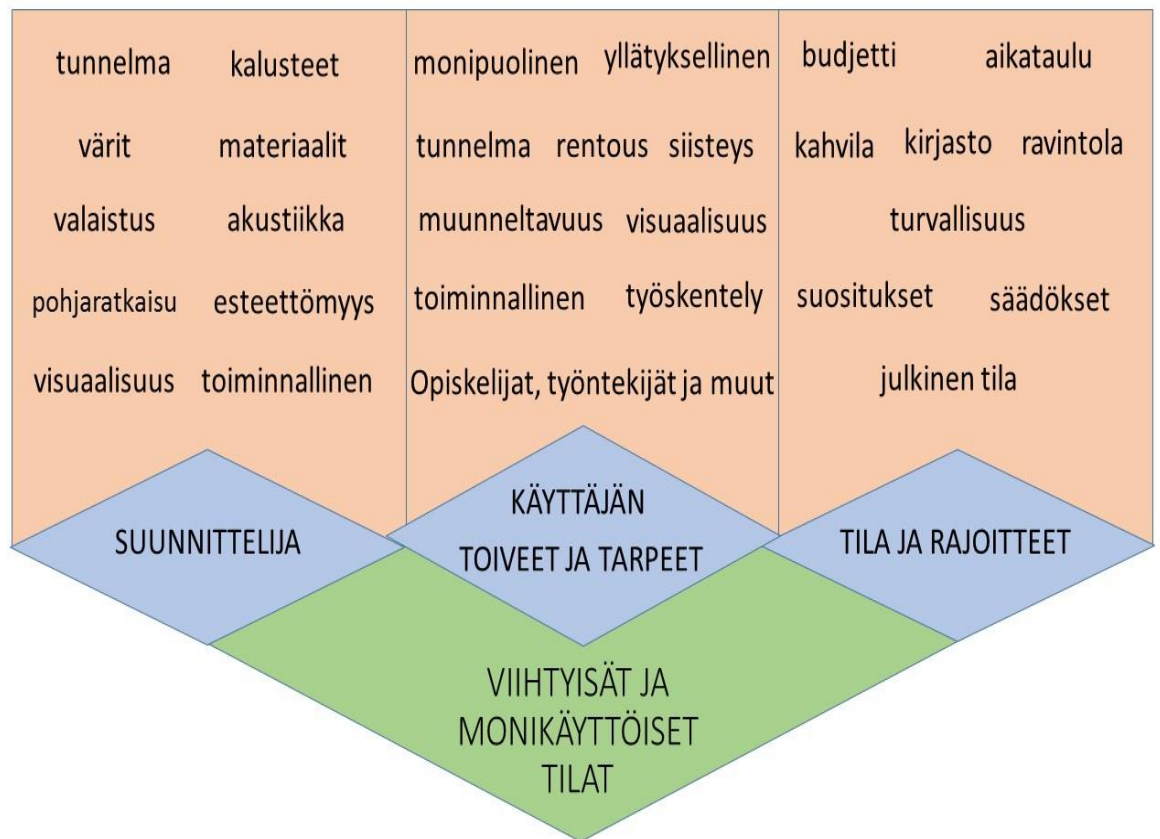 tunnelma kalusteet
värit materiaalit
valaistus akustiikka
pohjaratkaisu esteettömyys
visuaalisuus toiminnallinen
SUUNNITTELIJA
monipuolinen yllätyksellinen
tunnelma rentous siisteys
muunneltavuus visuaalisuus
toiminnallinen työskentely
Opiskelijat, työntekijät ja muut
KÄYTTÄJÄN
TOIVEET JA TARPEET
budjetti aikataulu
kahvila kirjasto ravintola
turvallisuus
suositukset säädökset
julkinen tila
TILA JA RAJOITTEET
VIIHTYISÄT JA
MONIKÄYTTÖISET
TILAT